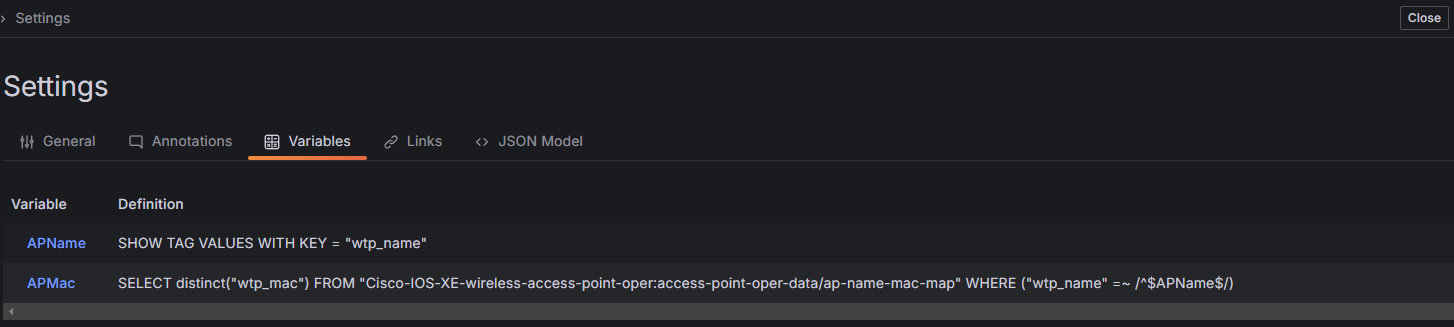 › Settings
Close
Settings
General Annotations Variables Links JSON Model
Variable Definition
APName SHOW TAG VALUES WITH KEY = "wtp_name"
APMac SELECT distinct("wtp_mac") FROM "Cisco-IOS-XE-wireless-access-point-oper:access-point-oper-data/ap-name-mac-map" WHERE ("wtp_name" =~ /^$APName$/)